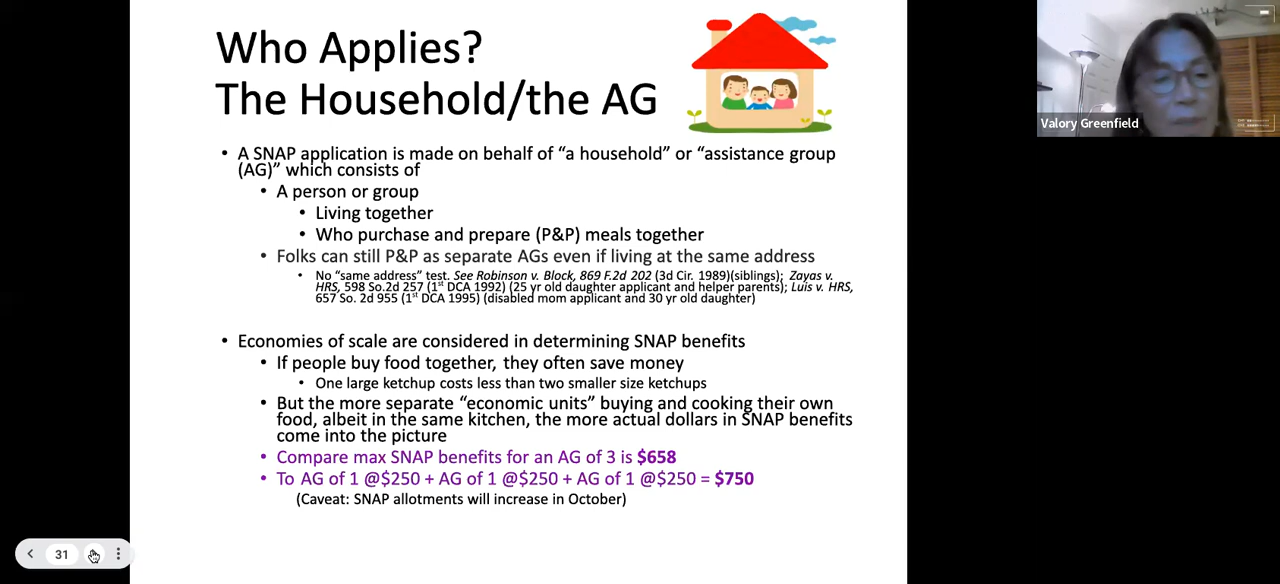 Who Applies?
The Household/the AG
• A SNAP application is made on behalf of “a household” or “assistance group
(AG)” which consists of
• A person or group
• Living together
• Who purchase and prepare (P&P) meals together
• Folks can still P&P as separate AGs even if living at the same address
• No “same address” test. See Robinson v. Block, 869 F.2d 202 (3d Cir. 1989)(siblings); Zayas v.
HRS, 598 So.2d 257 (1st DCA 1992) (25 yr old daughter applicant and helper parents); Luis v. HRS,
657 So. 2d 955 (1st DCA 1995) (disabled mom applicant and 30 yr old daughter)
• Economies of scale are considered in determining SNAP benefits
• If people buy food together, they often save money
• One large ketchup costs less than two smaller size ketchups
• But the more separate “economic units” buying and cooking their own
food, albeit in the same kitchen, the more actual dollars in SNAP benefits
come into the picture
• Compare max SNAP benefits for an AG of 3 is $658
• To AG of 1 @$250 + AG of 1 @$250 + AG of 1 @$250 = $750
(Caveat: SNAP allotments will increase in October)
Valory Greenfield
31